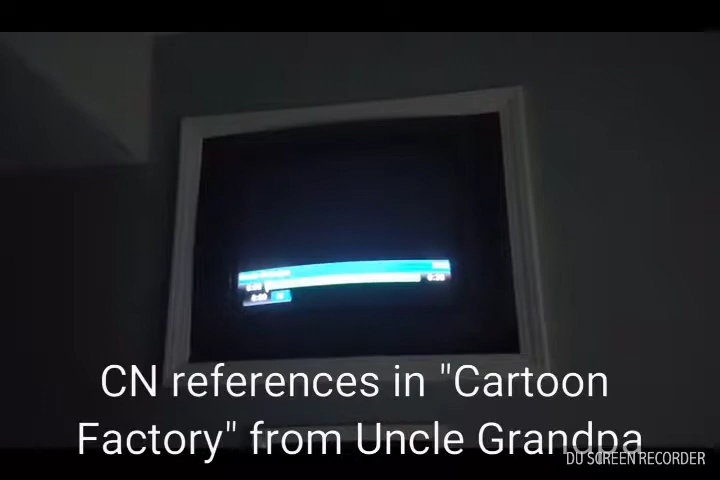 CN references in "Cartoon
Factory" from Uncle Grandpa
DU SCREEN RECORDER